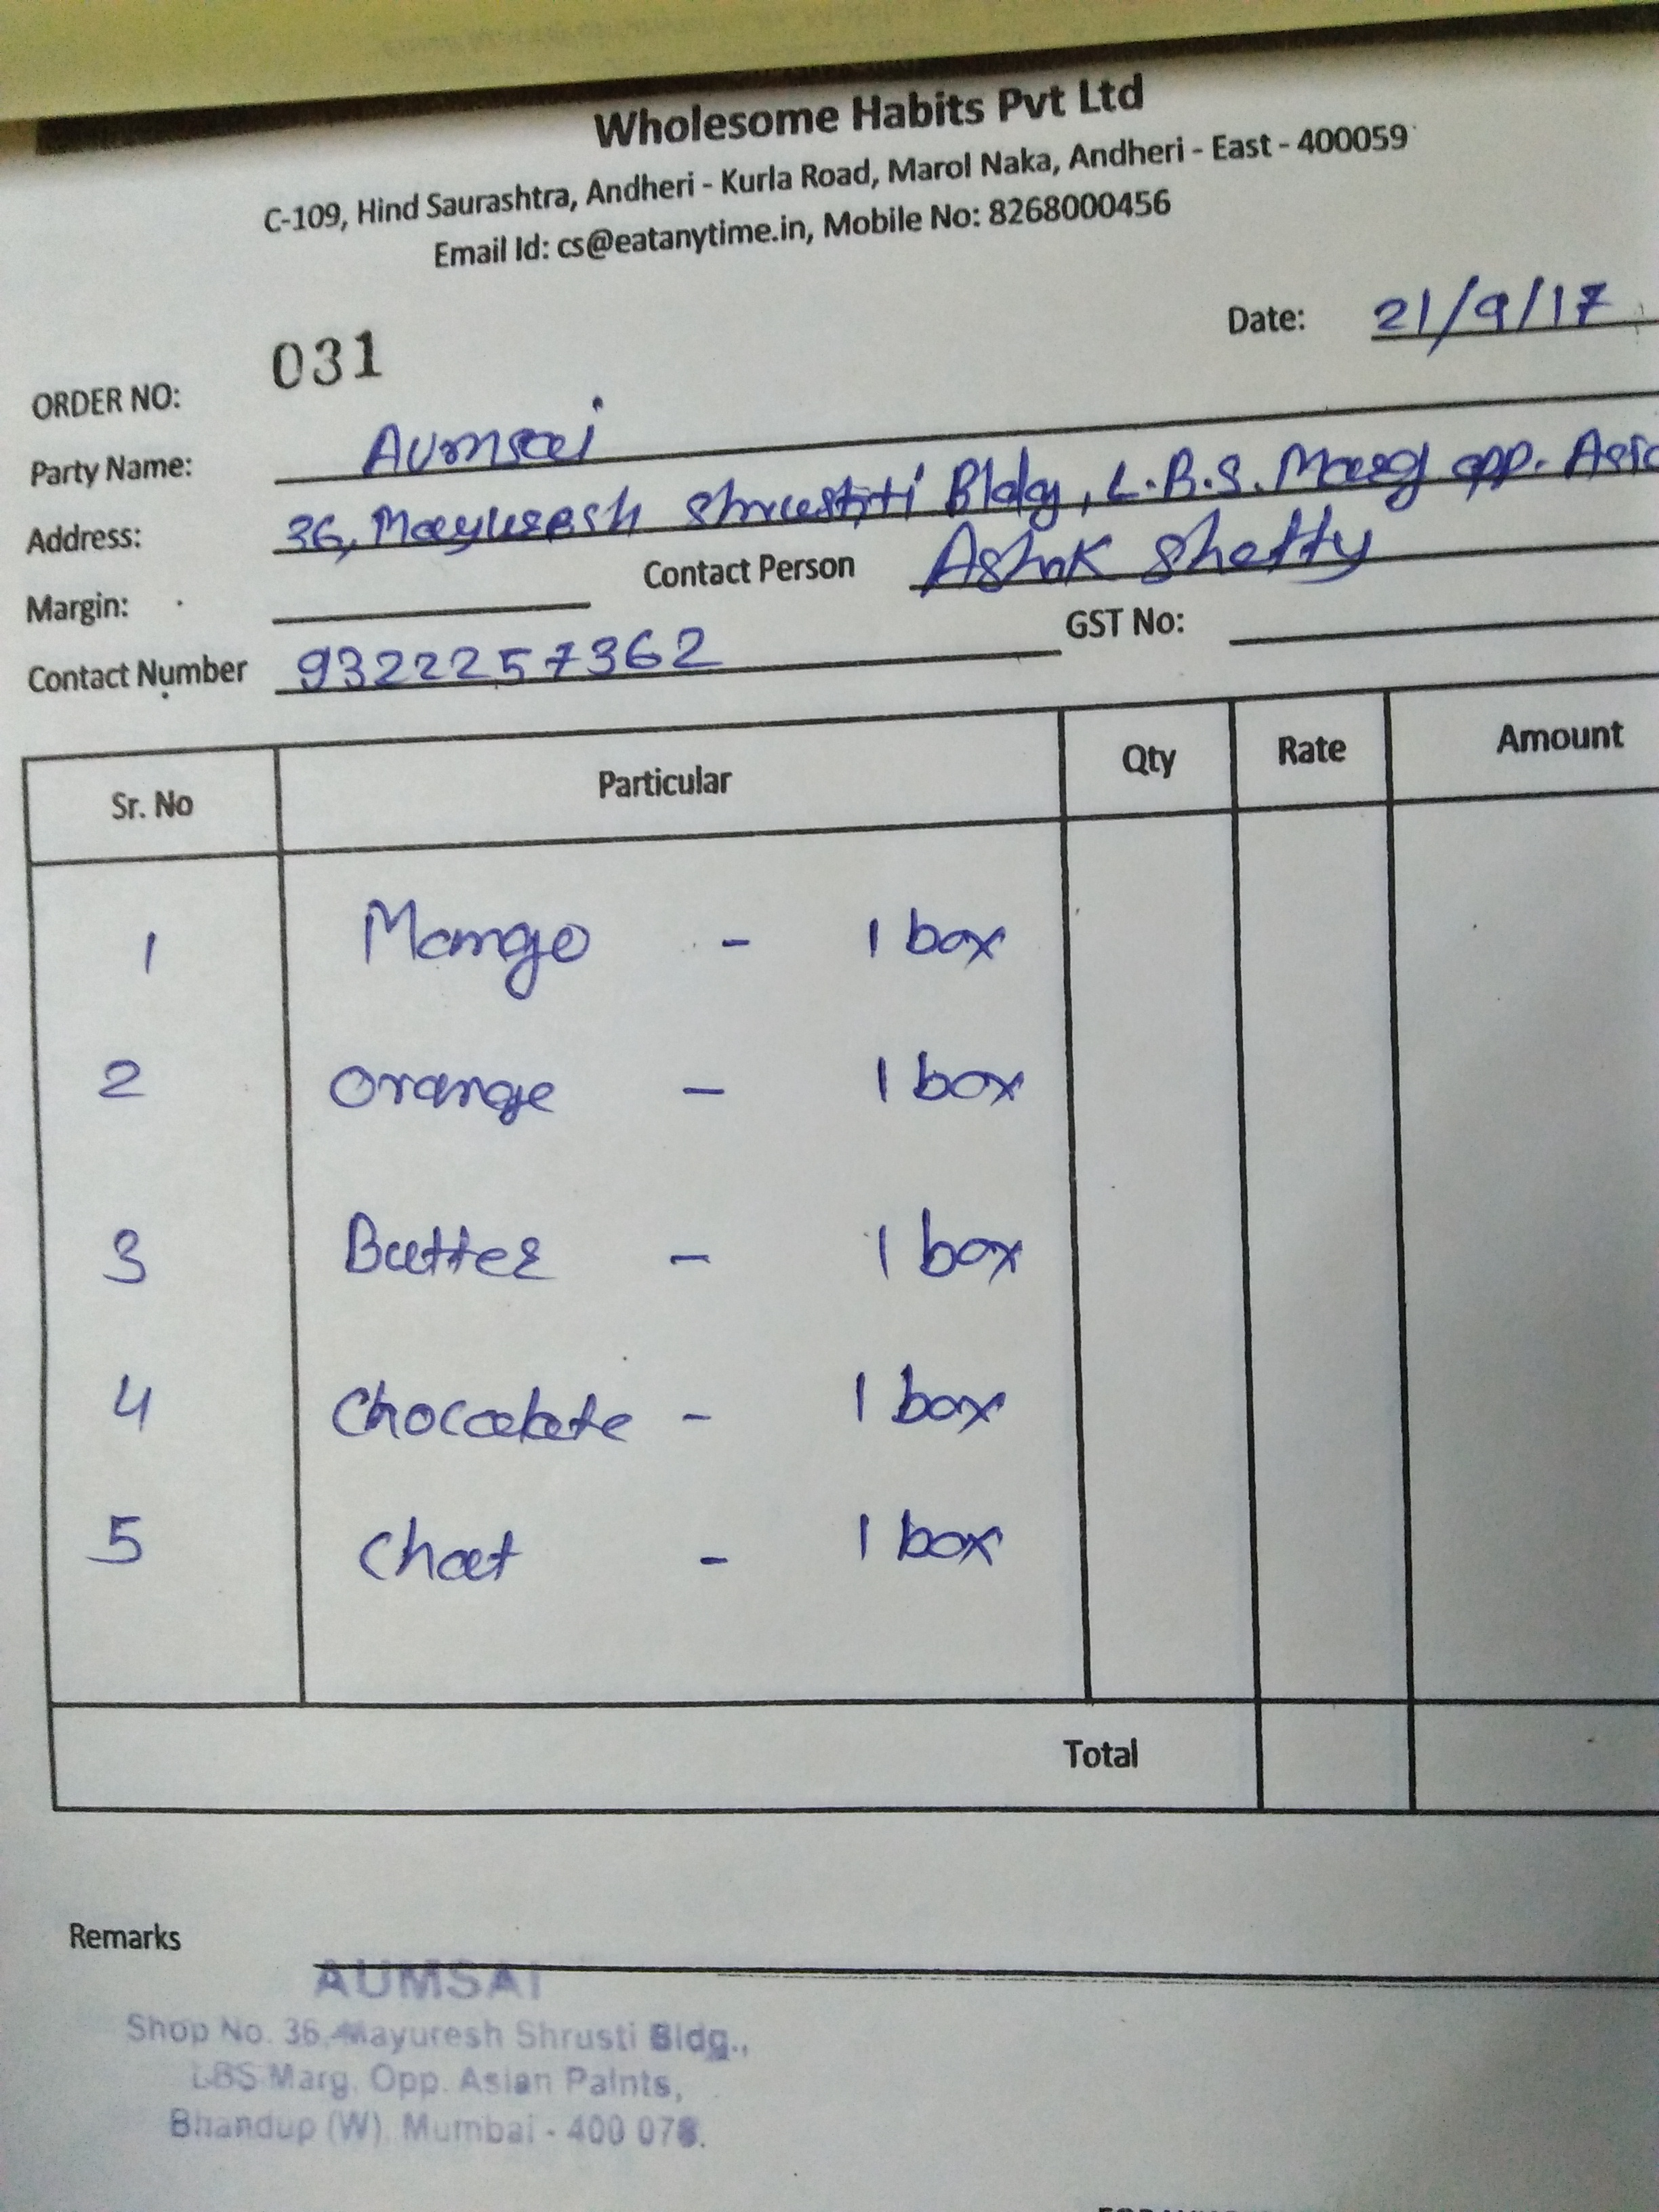 Wholesome Habits Pvt Ltd
C-109, Hind Saurashtra, Andheri - Kurla Road, Marol Naka, Andheri - East - 400059
Email Id: cs@eatanytime.in, Mobile No: 8268000456
Date: 21/9/17
ORDER NO: 031
Party Name: Aumsai
Address: 36, Mayuresh Shrustiti Bldg, L.B.S. Marg opp. Asia
Margin: Contact Person Ashok Shetty
Contact Number 9322257362 GST No:
Sr. No Particular Qty Rate Amount
1 Mango - 1 box
2 Orange - 1 box
3 Butter - 1 box
4 Chocolate - 1 box
5 Chat - 1 box
Total
Remarks
AUMSAI
Shop No. 36, Mayuresh Shrusti Bldg.,
LBS Marg, Opp. Asian Paints,
Bhandup (W) Mumbai - 400 078.